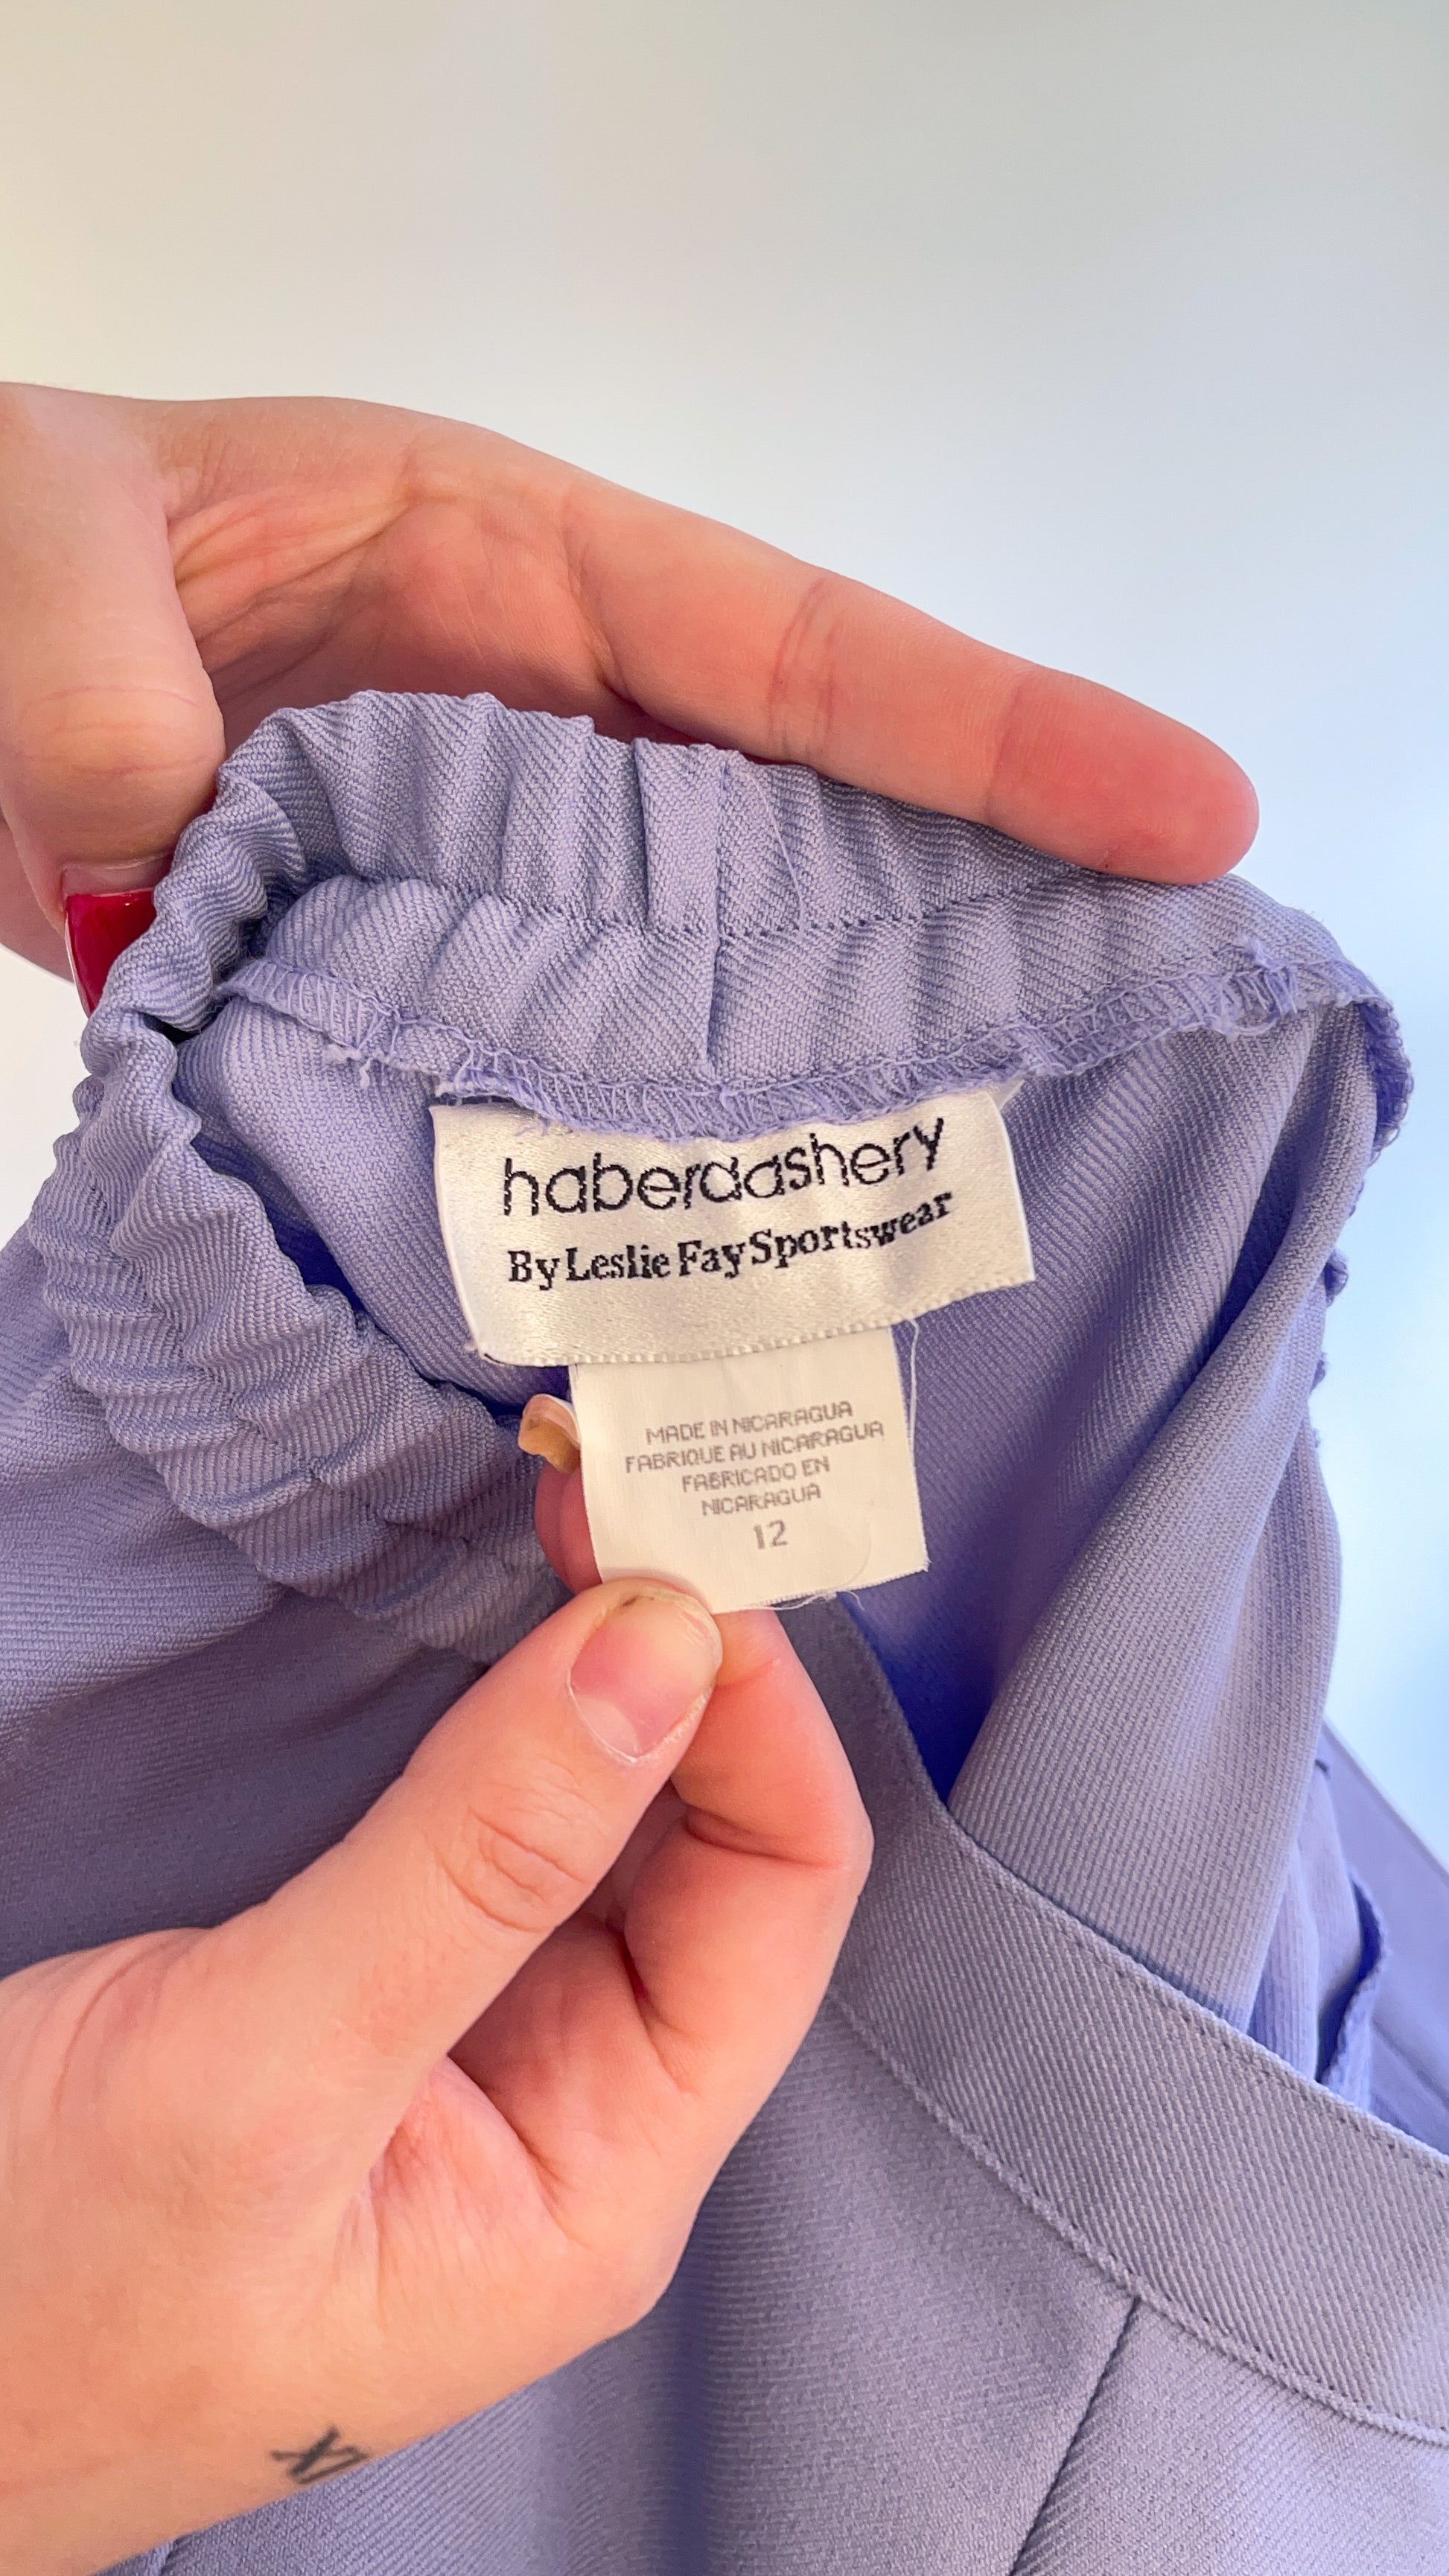 haberdashery
By Leslie Fay Sportswear
MADE IN NICARAGUA
FABRIQUE AU NICARAGUA
FABRICADO EN
NICARAGUA
12